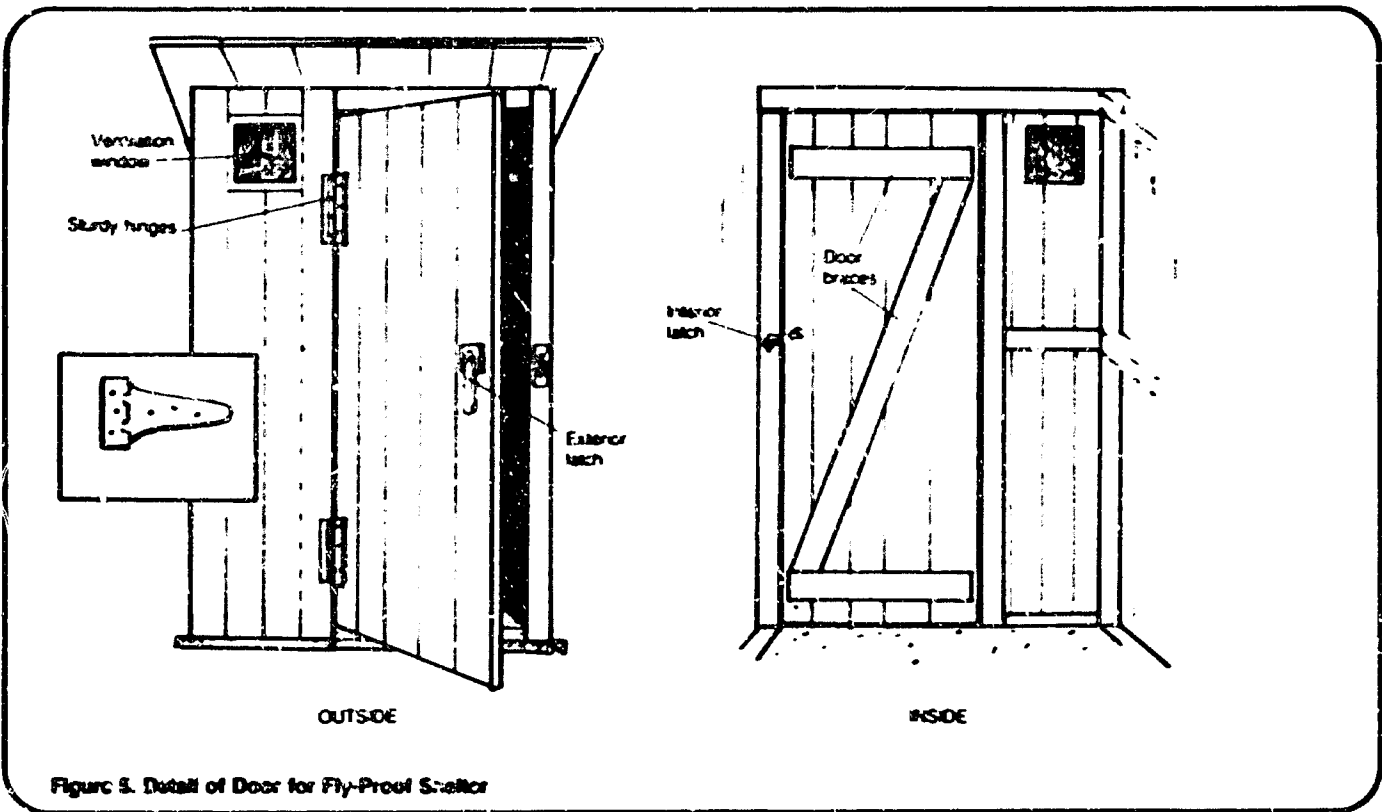 Ventilation
window
Sturdy hinges
Exterior
latch
OUTSIDE
Door
braces
Interior
latch
INSIDE
Figure 5. Detail of Door for Fly-Proof Shelter